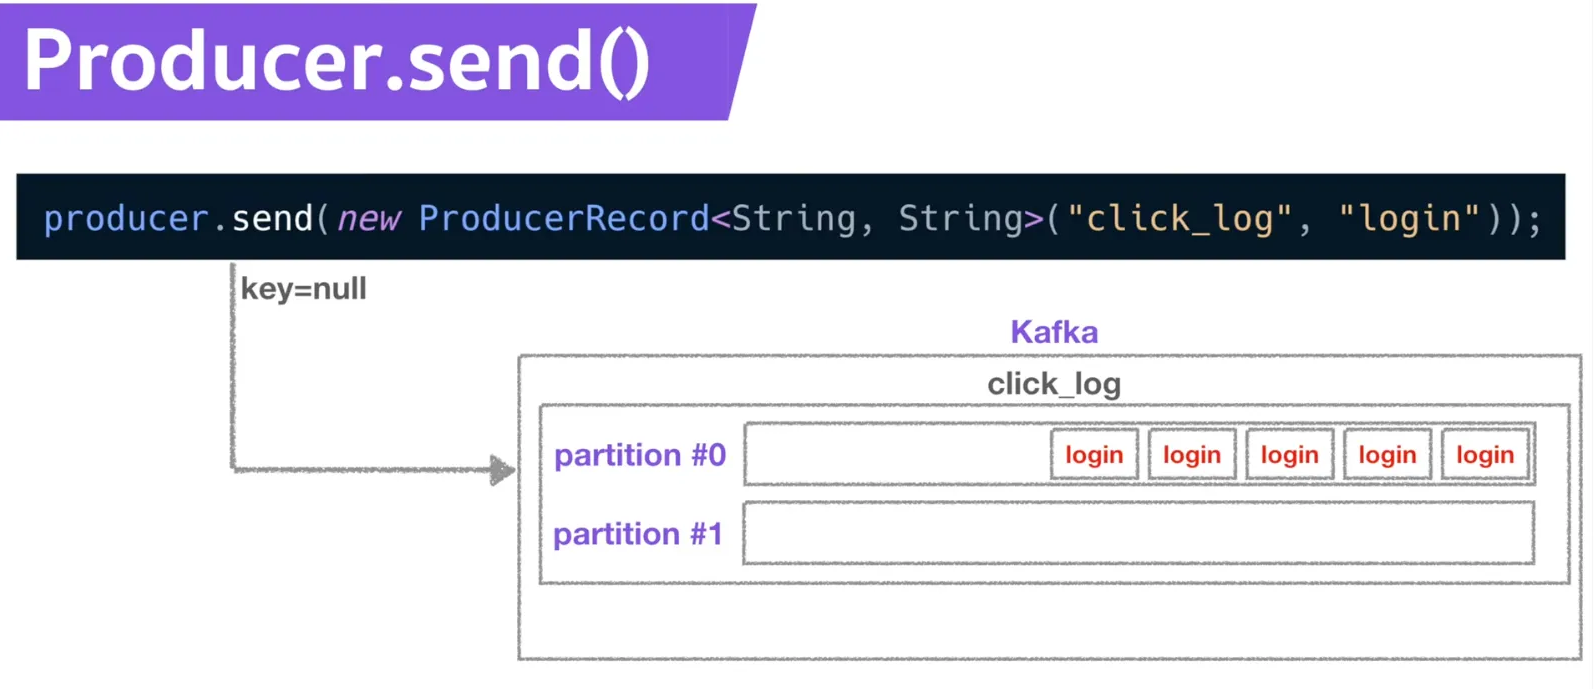 Producer.send()
producer.send(new ProducerRecord<String, String>("click_log", "login"));
key=null
Kafka
click_log
partition #0 login login login login login
partition #1